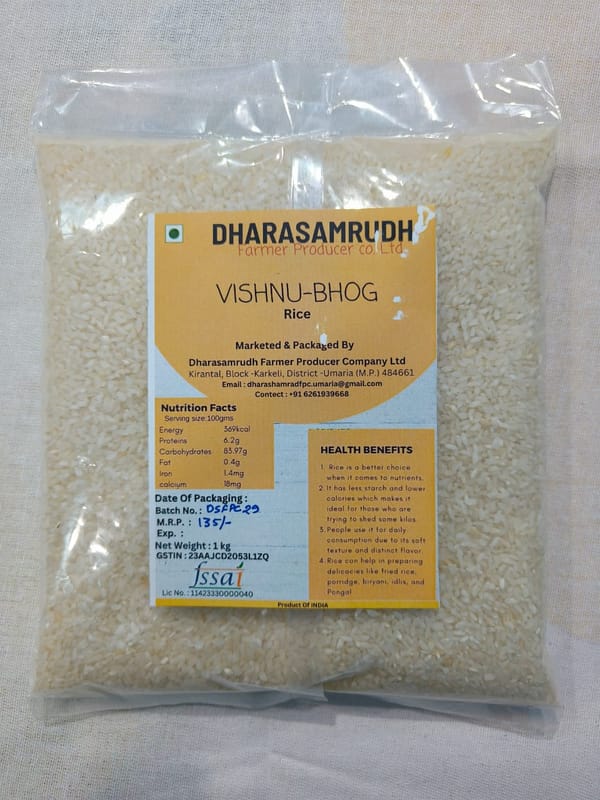 DHARASAMRUDH
Farmer Producer co. Ltd.
VISHNU-BHOG
Rice
Marketed & Packaged By
Dharasamrudh Farmer Producer Company Ltd
Kirantal, Block -Karkeli, District -Umaria (M.P.) 484661
Email : dharashamradfpc.umaria@gmail.com
Contect : +91 6261939668
Nutrition Facts
Serving size:100gms
Energy 369kcal
Proteins 6.2g
Carbohydrates 83.97g
Fat 0.4g
Iron 1.4mg
calcium 18mg
Date Of Packaging :
Batch No. : DSFPC29
M.R.P. : 135/-
Exp. :
Net Weight : 1 kg
GSTIN : 23AAJCD2053L1ZQ
fssai
Lic No. : 11423330000040
HEALTH BENEFITS
1. Rice is a better choice
when it comes to nutrients.
2. It has less starch and lower
calories which makes it
ideal for those who are
trying to shed some kilos.
3. People use it for daily
consumption due to its soft
texture and distinct flavor.
4. Rice can help in preparing
delicacies like fried rice,
porridge, biryani, idlis, and
Pongal
Product Of INDIA